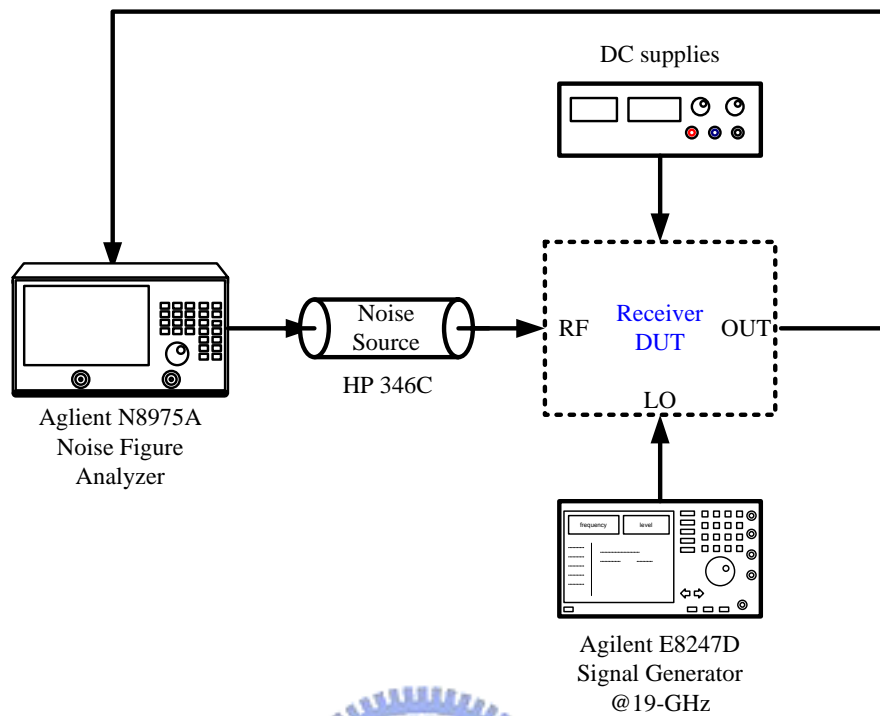 DC supplies
Noise
Source
HP 346C
RF
Receiver
DUT
OUT
LO
Aglient N8975A
Noise Figure
Analyzer
frequency
level
Agilent E8247D
Signal Generator
@19-GHz